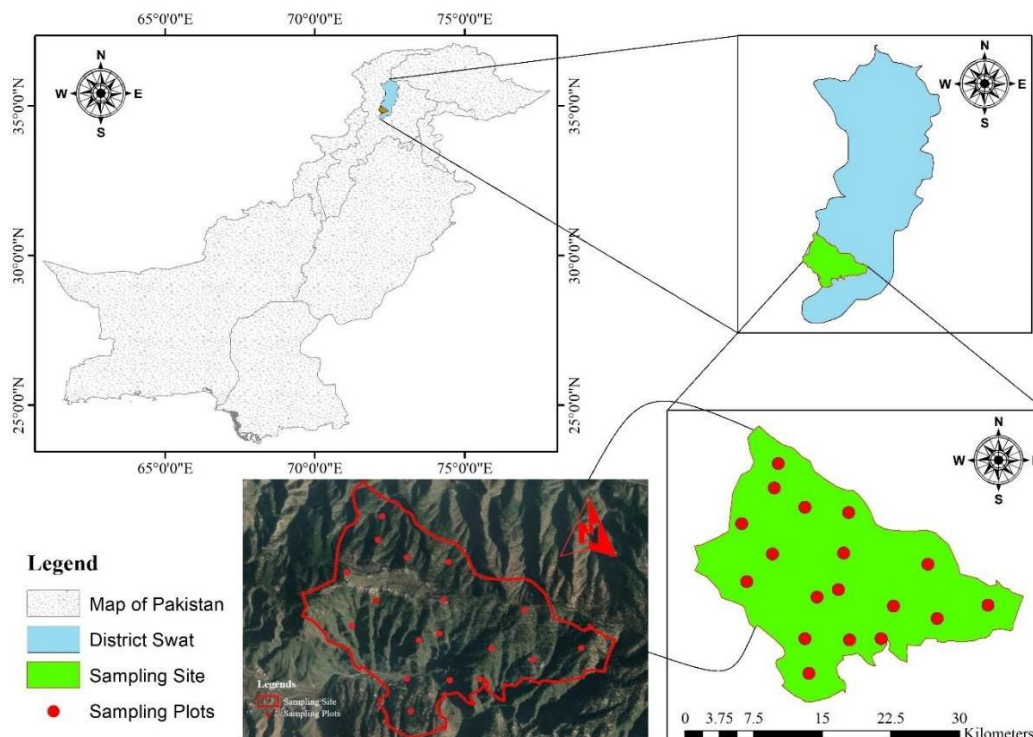 65°0'0"E 70°0'0"E 75°0'0"E
N
W E
S
35°0'0"N
35°0'0"N
30°0'0"N
30°0'0"N
25°0'0"N
25°0'0"N
65°0'0"E 70°0'0"E 75°0'0"E
N
W E
S
N
W
S
N
Legend
Map of Pakistan
District Swat
Sampling Site
Sampling Plots
Legends
Sampling Site
Sampling Plots
0 3.75 7.5 15 22.5 30
Kilometers